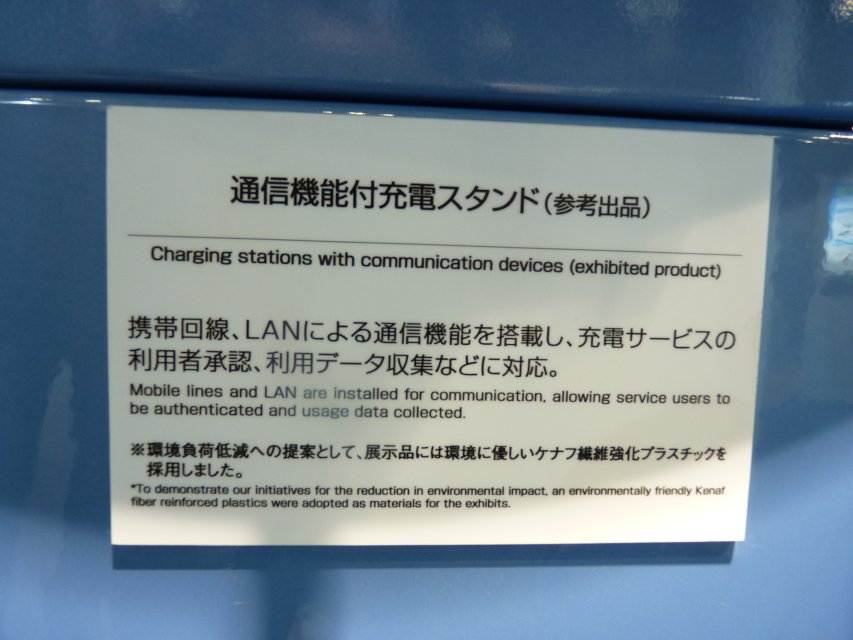 通信機能付充電スタンド(参考出品)
Charging stations with communication devices (exhibited product)
携帯回線、LANによる通信機能を搭載し、充電サービスの
利用者承認、利用データ収集などに対応。
Mobile lines and LAN are installed for communication, allowing service users to
be authenticated and usage data collected.
※環境負荷低減への提案として、展示品には環境に優しいケナフ繊維強化プラスチックを
採用しました。
*To demonstrate our initiatives for the reduction in environmental impact, an environmentally friendly Kenaf
fiber reinforced plastics were adopted as materials for the exhibits.